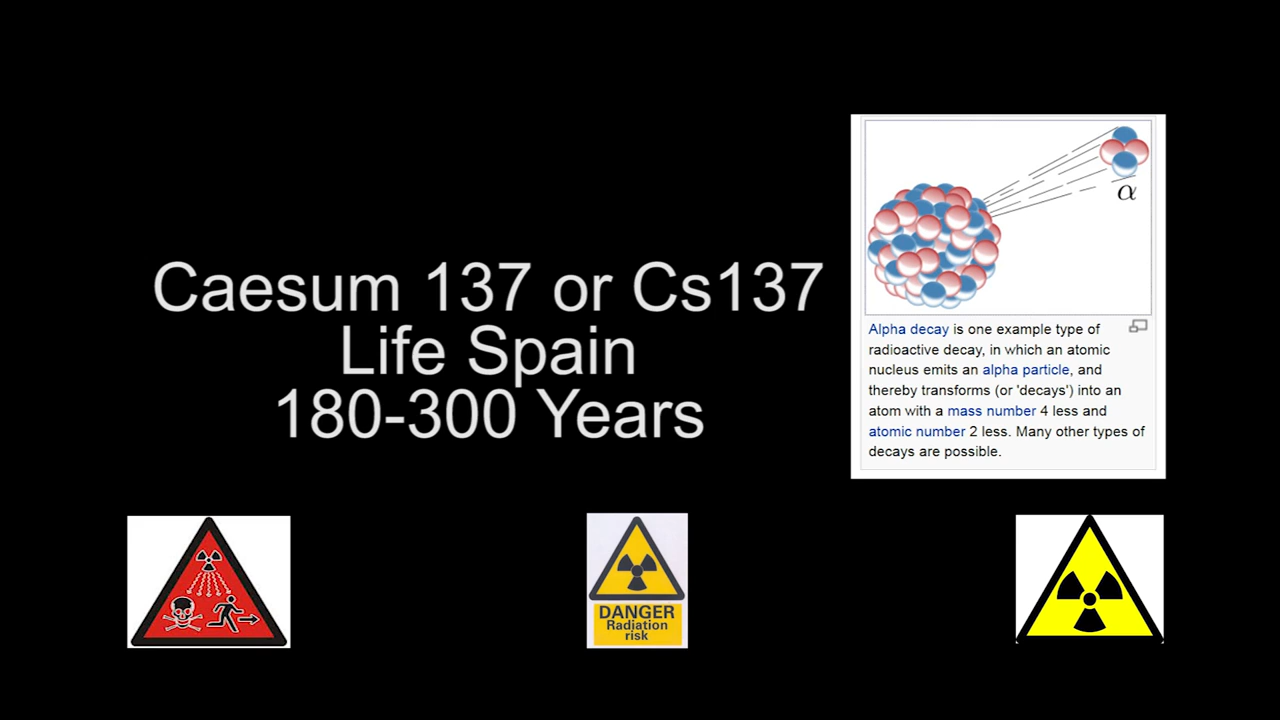 Caesum 137 or Cs137
Life Spain
180-300 Years
α
Alpha decay is one example type of
radioactive decay, in which an atomic
nucleus emits an alpha particle, and
thereby transforms (or 'decays') into an
atom with a mass number 4 less and
atomic number 2 less. Many other types of
decays are possible.
DANGER
Radiation
risk